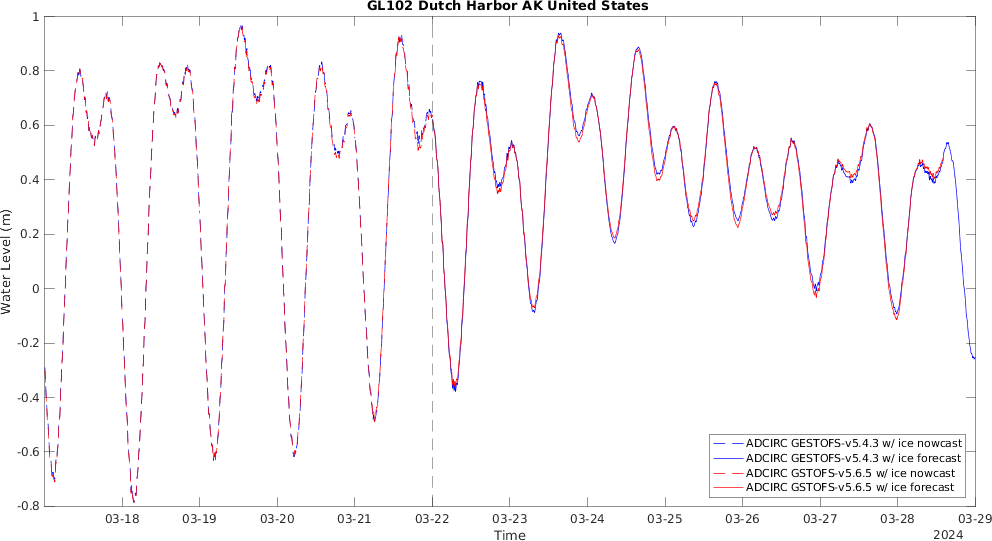 GL102 Dutch Harbor AK United States
1
0.8
0.6
0.4
0.2
0
-0.2
-0.4
-0.6
-0.8
Water Level (m)
ADCIRC GESTOFS-v5.4.3 w/ ice nowcast
ADCIRC GESTOFS-v5.4.3 w/ ice forecast
ADCIRC GSTOFS-v5.6.5 w/ ice nowcast
ADCIRC GSTOFS-v5.6.5 w/ ice forecast
03-18 03-19 03-20 03-21 03-22 03-23 03-24 03-25 03-26 03-27 03-28 03-29
Time
2024